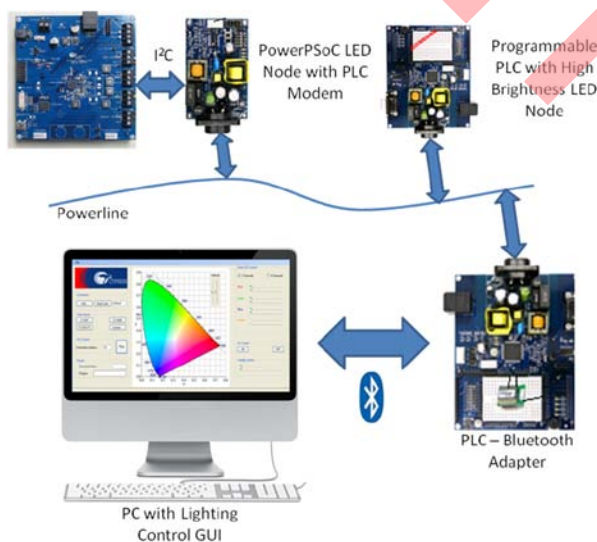 I²C
PowerPSoC LED
Node with PLC
Modem
Programmable
PLC with High
Brightness LED
Node
Powerline
PLC – Bluetooth
Adapter
PC with Lighting
Control GUI